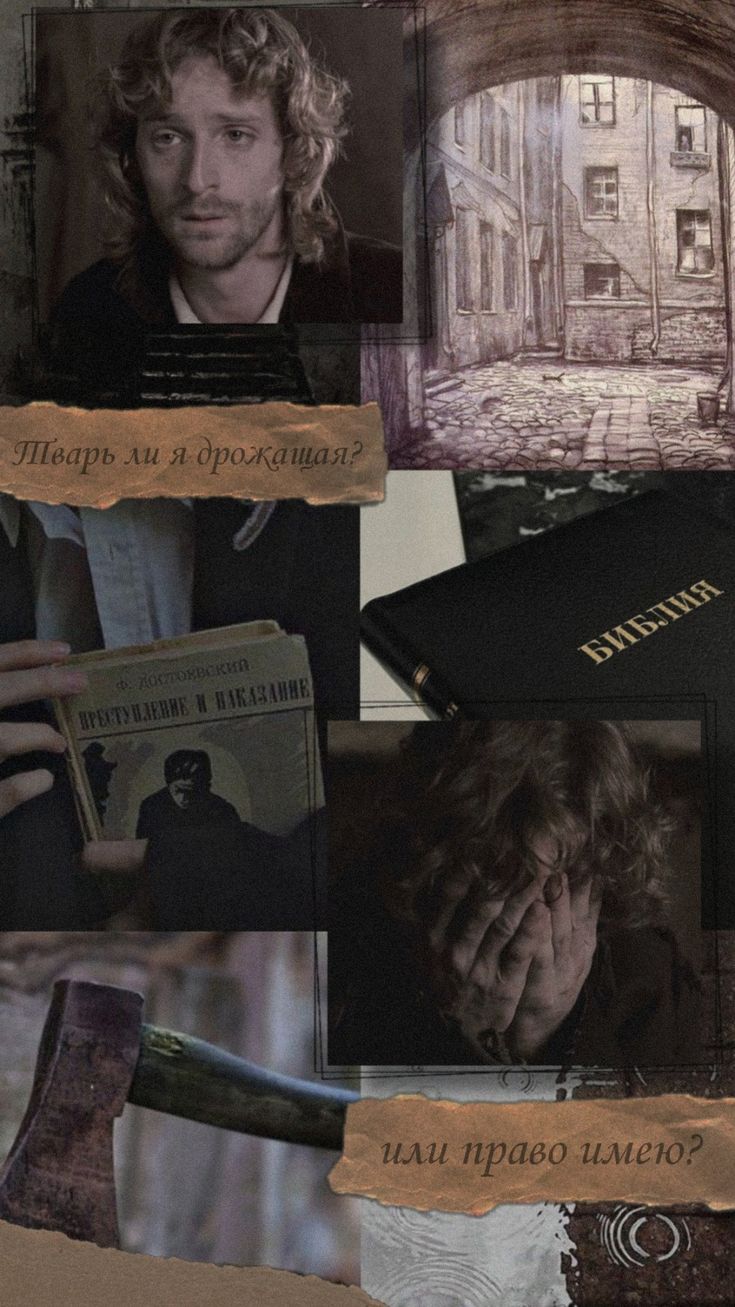 Тварь ли я дрожащая?
БИБЛИЯ
Ф. ДОСТОЕВСКИЙ
ПРЕСТУПЛЕНИЕ И НАКАЗАНИЕ
или право имею?